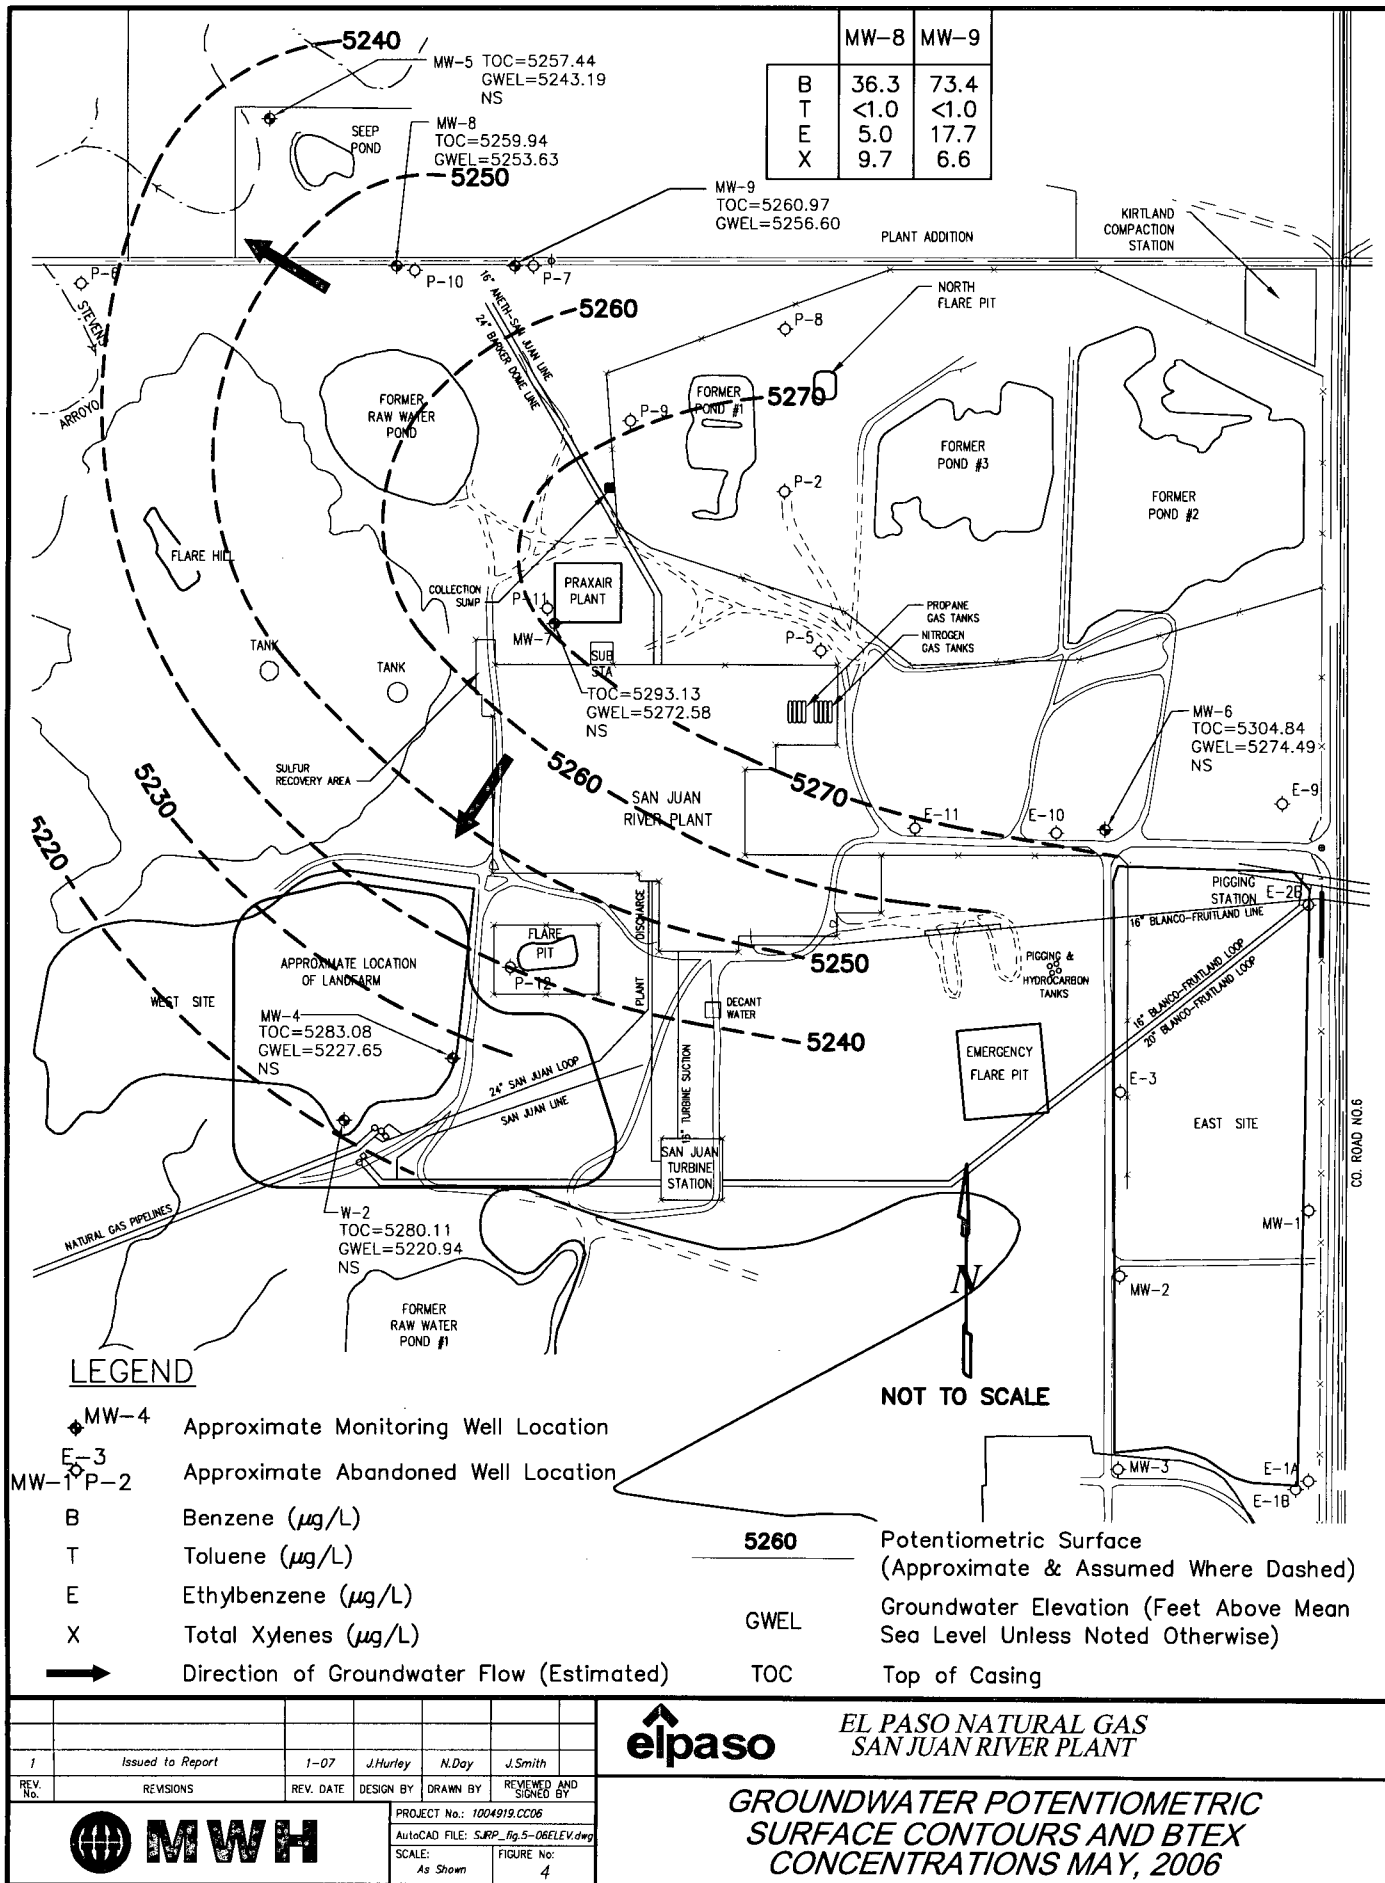 5240
MW-5 TOC=5257.44
GWEL=5243.19
NS
MW-8 MW-9
B 36.3 73.4
T <1.0 <1.0
E 5.0 17.7
X 9.7 6.6
SEEP
POND
MW-8
TOC=5259.94
GWEL=5253.63
5250
MW-9
TOC=5260.97
GWEL=5256.60
PLANT ADDITION
KIRTLAND
COMPACTION
STATION
P-6
P-10
P-7
STEVENS
ARROYO
16" ANETH-SAN JUAN LINE
24" BARKER DOME LINE
5260
P-8
NORTH
FLARE PIT
FORMER
RAW WATER
POND
P-9
FORMER
POND #1
5270
FORMER
POND #3
P-2
FORMER
POND #2
FLARE HILL
COLLECTION
SUMP
P-11
PRAXAIR
PLANT
MW-7
SUB
STA
PROPANE
GAS TANKS
NITROGEN
GAS TANKS
P-5
TANK
TANK
TOC=5293.13
GWEL=5272.58
NS
MW-6
TOC=5304.84
GWEL=5274.49
NS
SULFUR
RECOVERY AREA
5230
5260
SAN JUAN
RIVER PLANT
5270
E-11
E-10
E-9
5220
PIGGING
STATION
E-2B
16" BLANCO-FRUITLAND LINE
DISCHARGE
PLANT
FLARE
PIT
P-12
5250
APPROXIMATE LOCATION
OF LANDFARM
WEST SITE
PIGGING &
HYDROCARBON
TANKS
16" BLANCO-FRUITLAND LOOP
20" BLANCO-FRUITLAND LOOP
DECANT
WATER
MW-4
TOC=5283.08
GWEL=5227.65
NS
5240
EMERGENCY
FLARE PIT
24" SAN JUAN LOOP
SAN JUAN LINE
16" TURBINE SUCTION
E-3
EAST SITE
CO. ROAD NO.6
SAN JUAN
TURBINE
STATION
NATURAL GAS PIPELINES
W-2
TOC=5280.11
GWEL=5220.94
NS
MW-1
N
MW-2
FORMER
RAW WATER
POND #1
NOT TO SCALE
MW-3
E-1A
E-1B
LEGEND
MW-4 Approximate Monitoring Well Location
E-3
MW-1 P-2 Approximate Abandoned Well Location
B Benzene (µg/L)
T Toluene (µg/L)
E Ethylbenzene (µg/L)
X Total Xylenes (µg/L)
Direction of Groundwater Flow (Estimated)
5260 Potentiometric Surface
(Approximate & Assumed Where Dashed)
GWEL Groundwater Elevation (Feet Above Mean
Sea Level Unless Noted Otherwise)
TOC Top of Casing
1 Issued to Report 1-07 J.Hurley N.Day J.Smith
REV. No. REVISIONS REV. DATE DESIGN BY DRAWN BY REVIEWED AND SIGNED BY
MWH
PROJECT No.: 1004919.CC06
AutoCAD FILE: SJRP_fig.5-06ELEV.dwg
SCALE: As Shown
FIGURE No: 4
elpaso
EL PASO NATURAL GAS
SAN JUAN RIVER PLANT
GROUNDWATER POTENTIOMETRIC
SURFACE CONTOURS AND BTEX
CONCENTRATIONS MAY, 2006